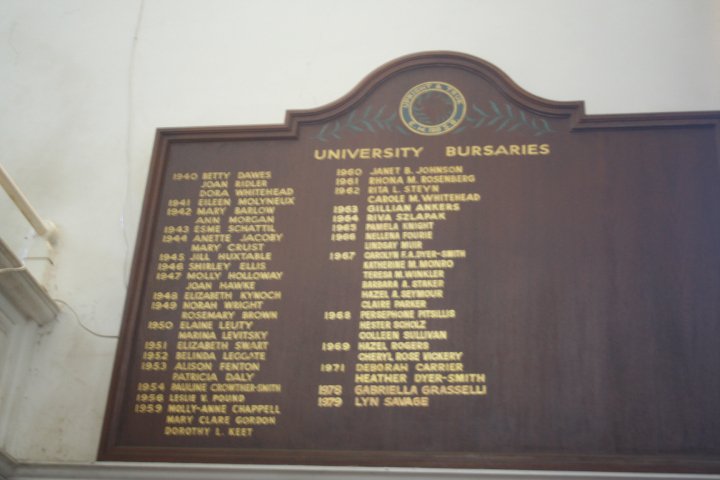 UNIVERSITY BURSARIES
1940 BETTY DAWES
JOAN RIDLER
DORA WHITEHEAD
1941 EILEEN MOLYNEUX
1942 MARY BARLOW
ANN MORGAN
1943 ESME SCHATTIL
1944 ANETTE JACOBY
MARY CRUST
1945 JILL HUXTABLE
1946 SHIRLEY ELLIS
1947 MOLLY HOLLOWAY
JOAN HAWKE
1948 ELIZABETH KYNOCH
1949 NORAH WRIGHT
ROSEMARY BROWN
1950 ELAINE LEUTY
MARINA LEVITSKY
1951 ELIZABETH SWART
1952 BELINDA LEGGATE
1953 ALISON FENTON
PATRICIA DALY
1954 PAULINE CROWTHER-SMITH
1956 LESLIE V. POUND
1959 MOLLY-ANNE CHAPPELL
MARY CLARE GORDON
DOROTHY L. KEET
1960 JANET B. JOHNSON
1961 RHONA M. ROSENBERG
1962 RITA L. STEYN
CAROLE M. WHITEHEAD
1963 GILLIAN ANKERS
1964 RIVA SZLAPAK
1965 PAMELA KNIGHT
1966 NELLENE FOURIE
LINDSAY MUIR
1967 CAROLYN F.A. DYER-SMITH
KATHERINE M. MONRO
TERESA M. WINKLER
BARBARA A. STAKER
HAZEL A. SEYMOUR
CLAIRE PARKER
1968 PERSEPHONE PITSILLIS
HESTER SCHOLZ
COLLEEN SULLIVAN
1969 HAZEL ROGERS
CHERYL ROSE VICKERY
1971 DEBORAH CARRIER
HEATHER DYER-SMITH
1978 GABRIELLA GRASSELLI
1979 LYN SAVAGE